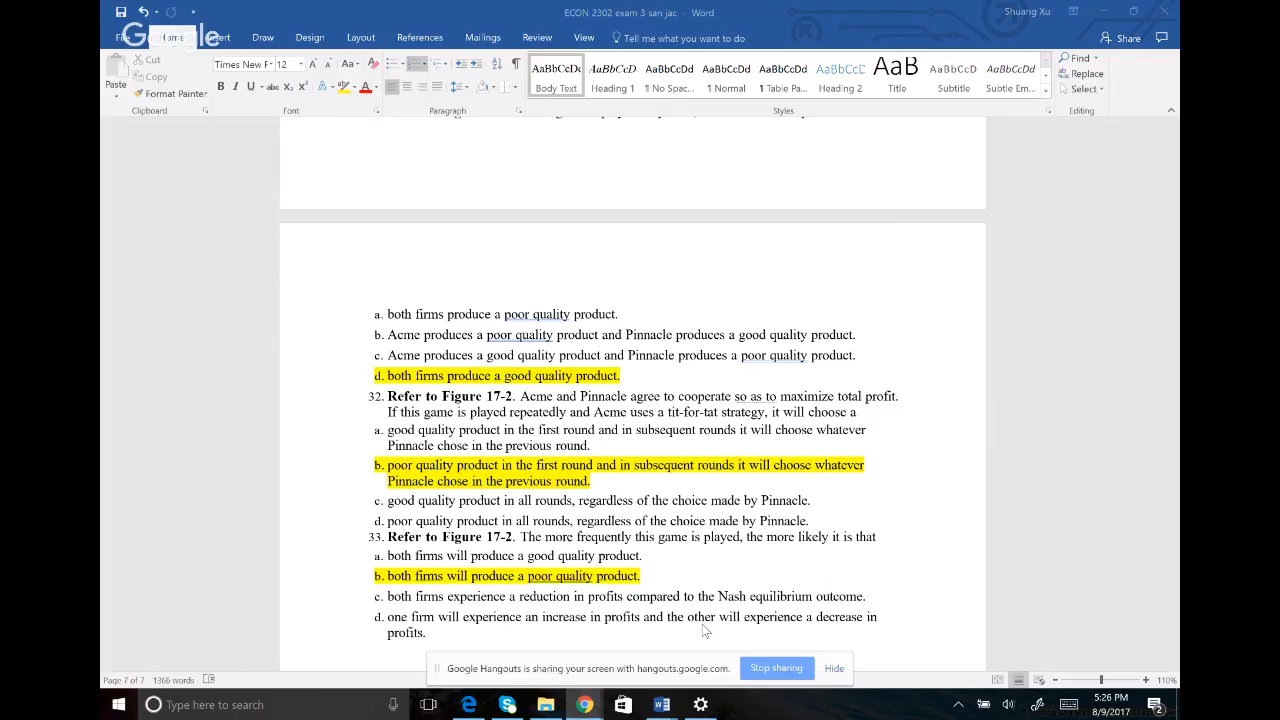 ECON 2302 exam 3 san jac - Word
Shuang Xu
Google
File Home Insert Draw Design Layout References Mailings Review View Tell me what you want to do
Share
Paste
Cut
Copy
Format Painter
Clipboard
Times New F 12
Font
Paragraph
AaBbCcDc AaBbCcD AaBbCcDd AaBbCcDd AaBbCcDd AaBbCcD AaB AaBbCcDd AaBbCcDd
Body Text Heading 1 ¶ No Spac... ¶ Normal ¶ Table Pa... Heading 2 Title Subtitle Subtle Em...
Styles
Find
Replace
Select
Editing
a. both firms produce a poor quality product.
b. Acme produces a poor quality product and Pinnacle produces a good quality product.
c. Acme produces a good quality product and Pinnacle produces a poor quality product.
d. both firms produce a good quality product.
32. Refer to Figure 17-2. Acme and Pinnacle agree to cooperate so as to maximize total profit.
If this game is played repeatedly and Acme uses a tit-for-tat strategy, it will choose a
a. good quality product in the first round and in subsequent rounds it will choose whatever
Pinnacle chose in the previous round.
b. poor quality product in the first round and in subsequent rounds it will choose whatever
Pinnacle chose in the previous round.
c. good quality product in all rounds, regardless of the choice made by Pinnacle.
d. poor quality product in all rounds, regardless of the choice made by Pinnacle.
33. Refer to Figure 17-2. The more frequently this game is played, the more likely it is that
a. both firms will produce a good quality product.
b. both firms will produce a poor quality product.
c. both firms experience a reduction in profits compared to the Nash equilibrium outcome.
d. one firm will experience an increase in profits and the other will experience a decrease in
profits.
Google Hangouts is sharing your screen with hangouts.google.com. Stop sharing Hide
Page 7 of 7 1366 words
110%
Type here to search
5:26 PM
8/9/2017
2